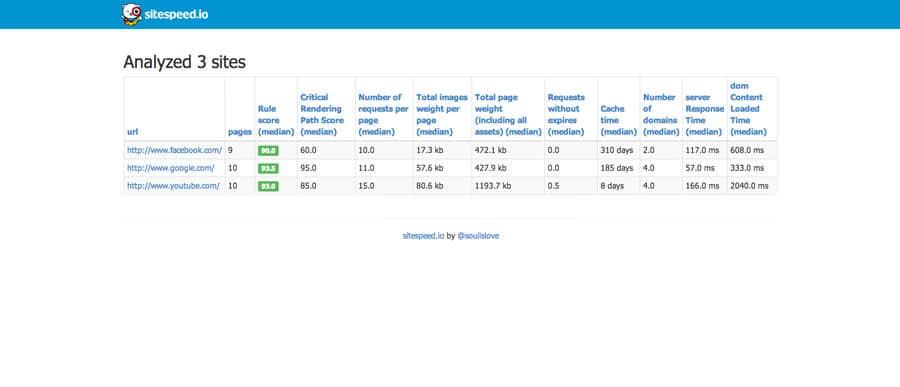 sitespeed.io
Analyzed 3 sites
url pages Rule score (median) Critical Rendering Path Score (median) Number of requests per page (median) Total images weight per page (median) Total page weight (including all assets) (median) Requests without expires (median) Cache time (median) Number of domains (median) server Response Time (median) dom Content Loaded Time (median)
http://www.facebook.com/ 9 90.0 60.0 10.0 17.3 kb 472.1 kb 0.0 310 days 2.0 117.0 ms 608.0 ms
http://www.google.com/ 10 93.5 95.0 11.0 57.6 kb 427.9 kb 0.0 185 days 4.0 57.0 ms 333.0 ms
http://www.youtube.com/ 10 93.0 85.0 15.0 80.6 kb 1193.7 kb 0.5 8 days 4.0 166.0 ms 2040.0 ms
sitespeed.io by @soulislove